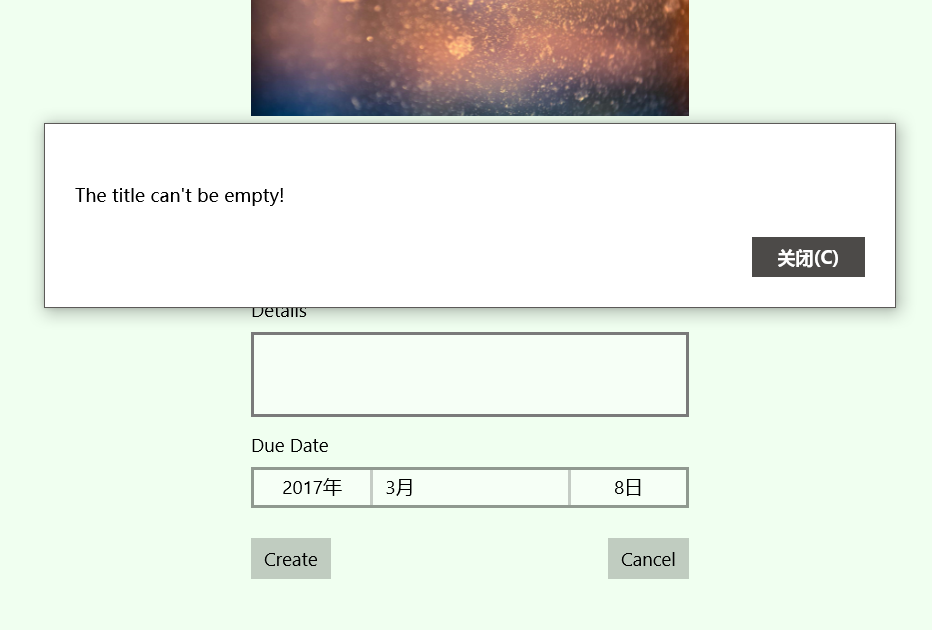 The title can't be empty!
关闭(C)
Details
Due Date
2017年 3月 8日
Create Cancel